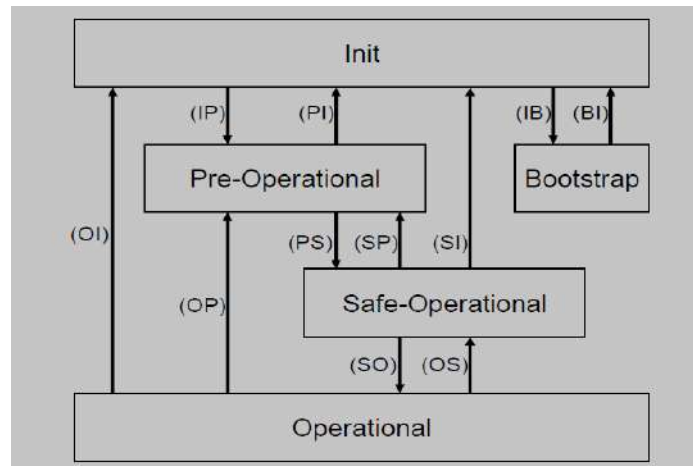 Init
(IP)
(PI)
(IB)
(BI)
Pre-Operational
Bootstrap
(OI)
(PS)
(SP)
(SI)
(OP)
Safe-Operational
(SO)
(OS)
Operational